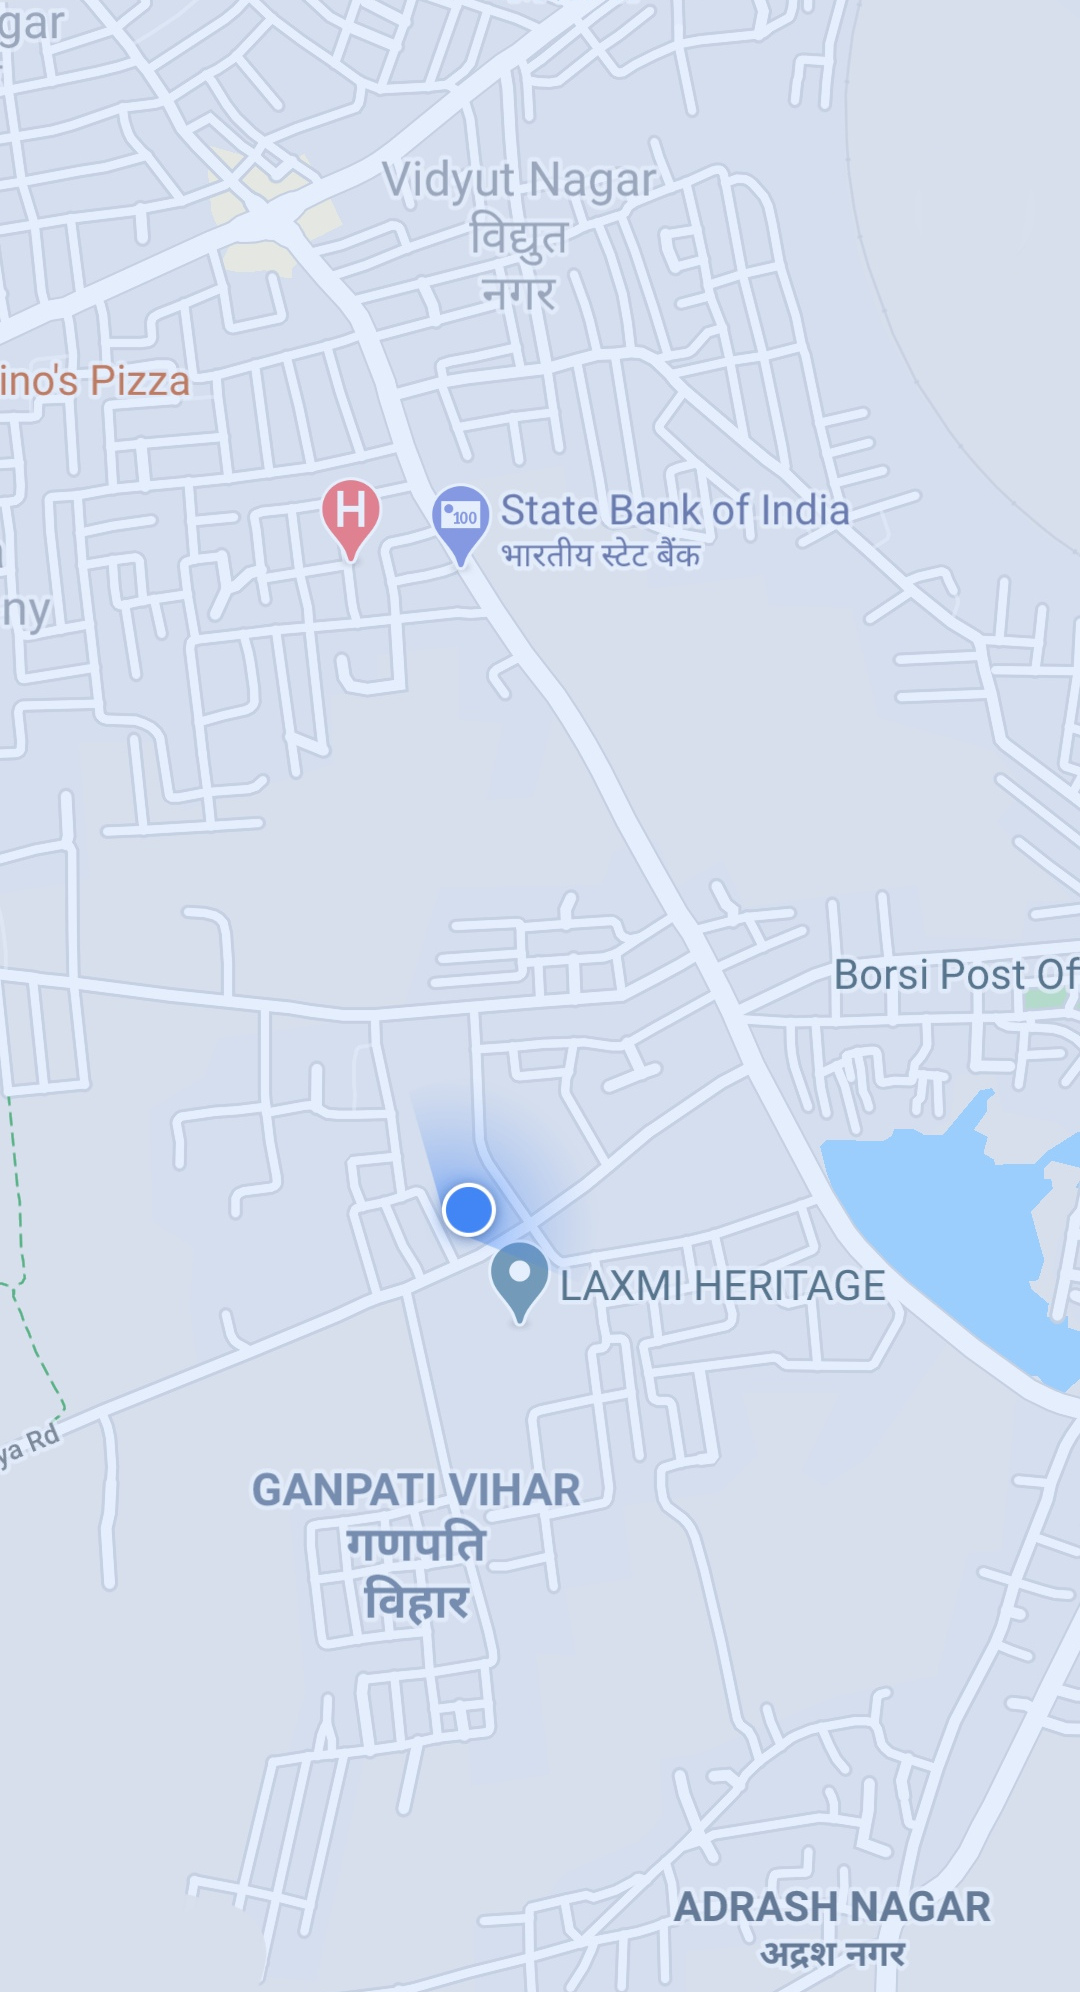 gar
Vidyut Nagar
विद्युत
नगर
ino's Pizza
H
100
State Bank of India
भारतीय स्टेट बैंक
ny
Borsi Post Of
LAXMI HERITAGE
ya Rd
GANPATI VIHAR
गणपति
विहार
ADRASH NAGAR
अद्रश नगर